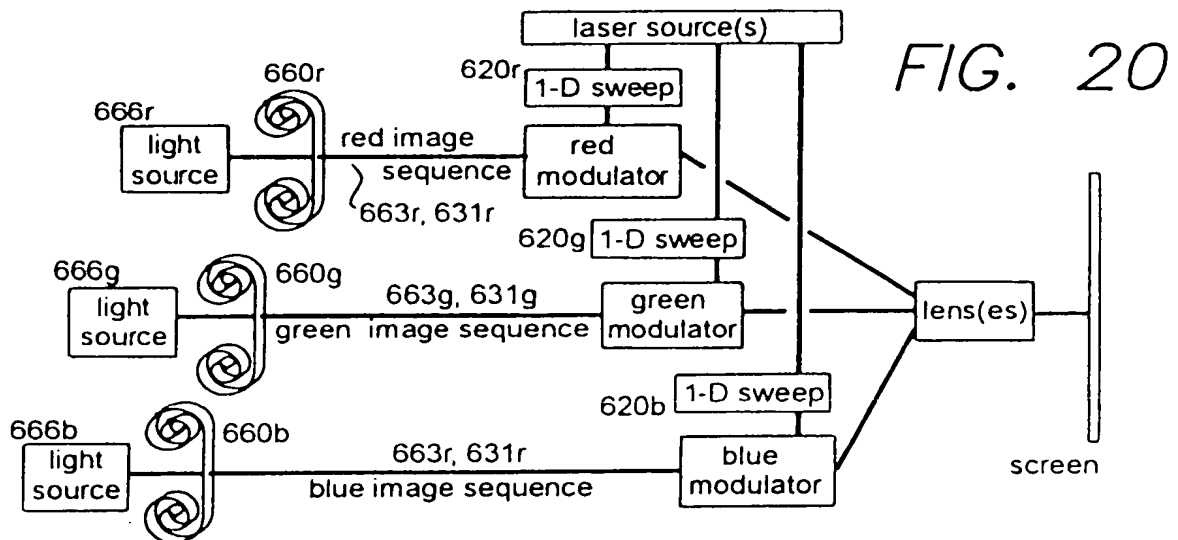 laser source(s)
FIG. 20
620r
1-D sweep
660r
666r
light
source
red image
sequence
663r, 631r
red
modulator
620g
1-D sweep
666g
light
source
660g
663g, 631g
green image sequence
green
modulator
lens(es)
620b
1-D sweep
666b
light
source
660b
663r, 631r
blue image sequence
blue
modulator
screen